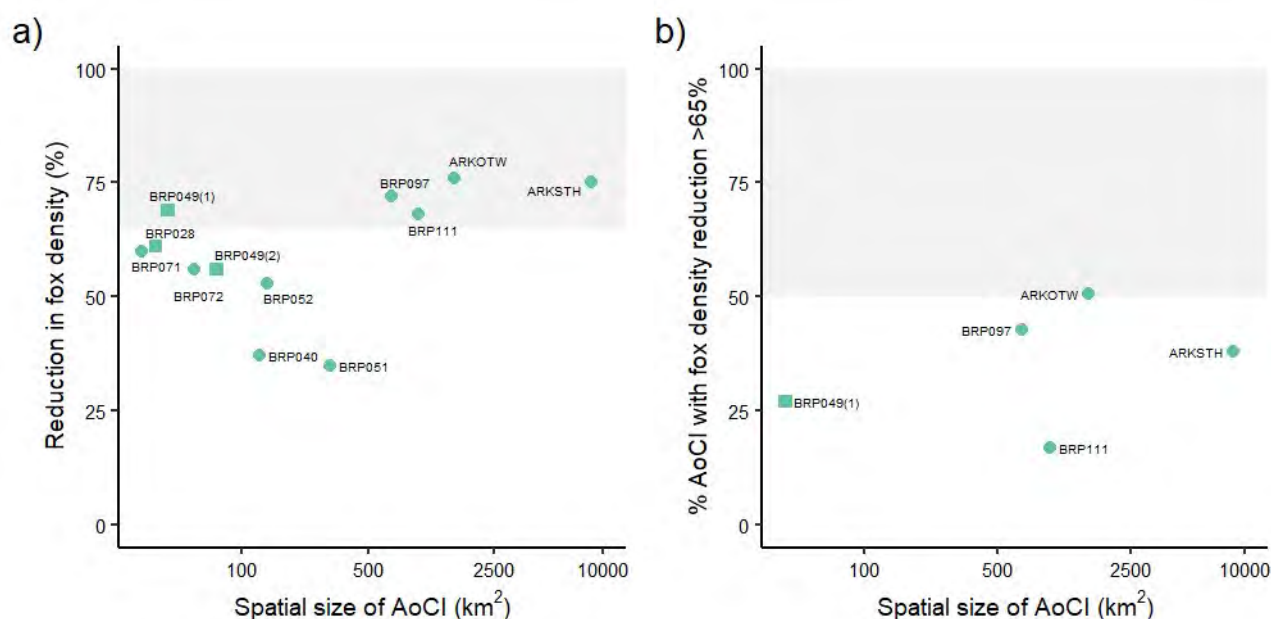 a)
Reduction in fox density (%)
100
75
50
25
0
ARKOTW
BRP097
ARKSTH
BRP049(1)
BRP111
BRP028
BRP049(2)
BRP071
BRP072
BRP052
BRP040
BRP051
100
500
2500
10000
Spatial size of AoCI (km²)
b)
% AoCI with fox density reduction >65%
100
75
50
25
0
ARKOTW
BRP097
ARKSTH
BRP049(1)
BRP111
100
500
2500
10000
Spatial size of AoCI (km²)